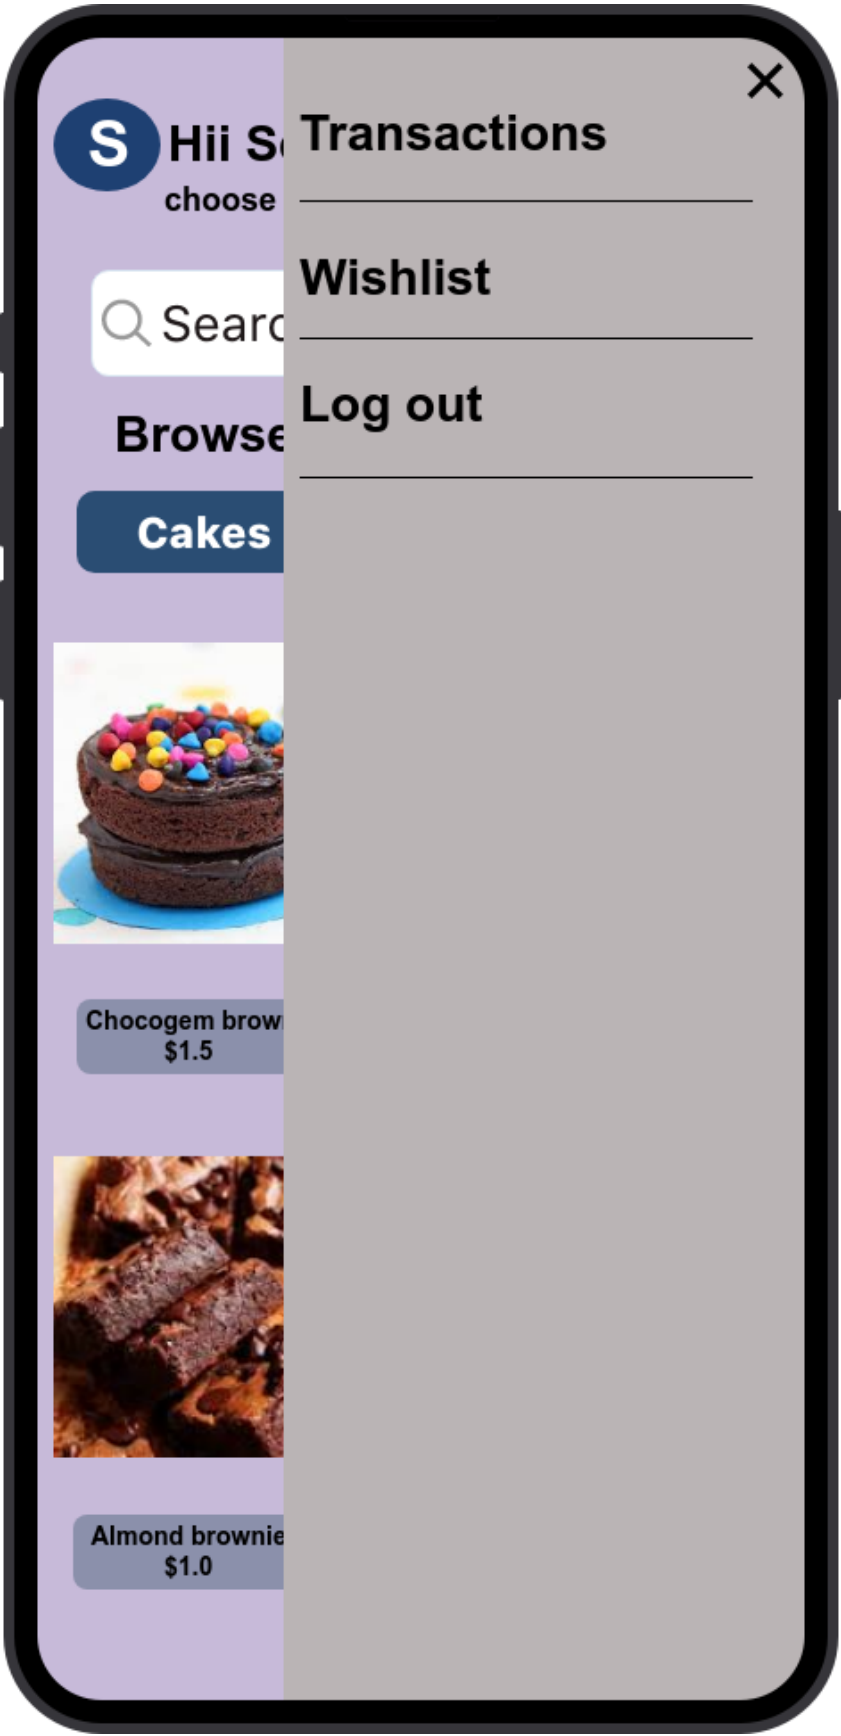 S
Hii S
choose
Searc
Browse
Cakes
Chocogem brow
$1.5
Almond brownie
$1.0
Transactions
Wishlist
Log out